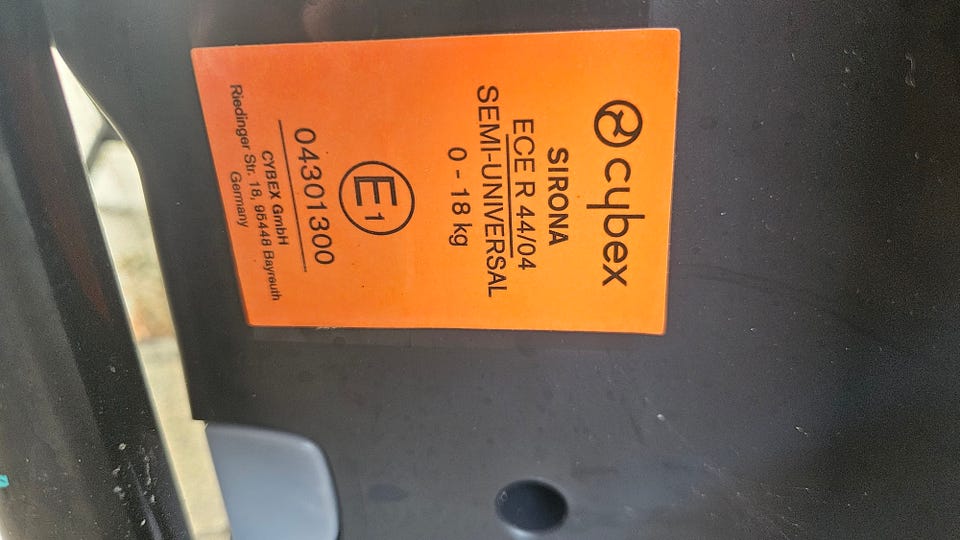 cybex
SIRONA
ECE R 44/04
SEMI-UNIVERSAL
0 - 18 kg
E1
04301300
CYBEX GmbH
Riedinger Str. 18, 95448 Bayreuth
Germany